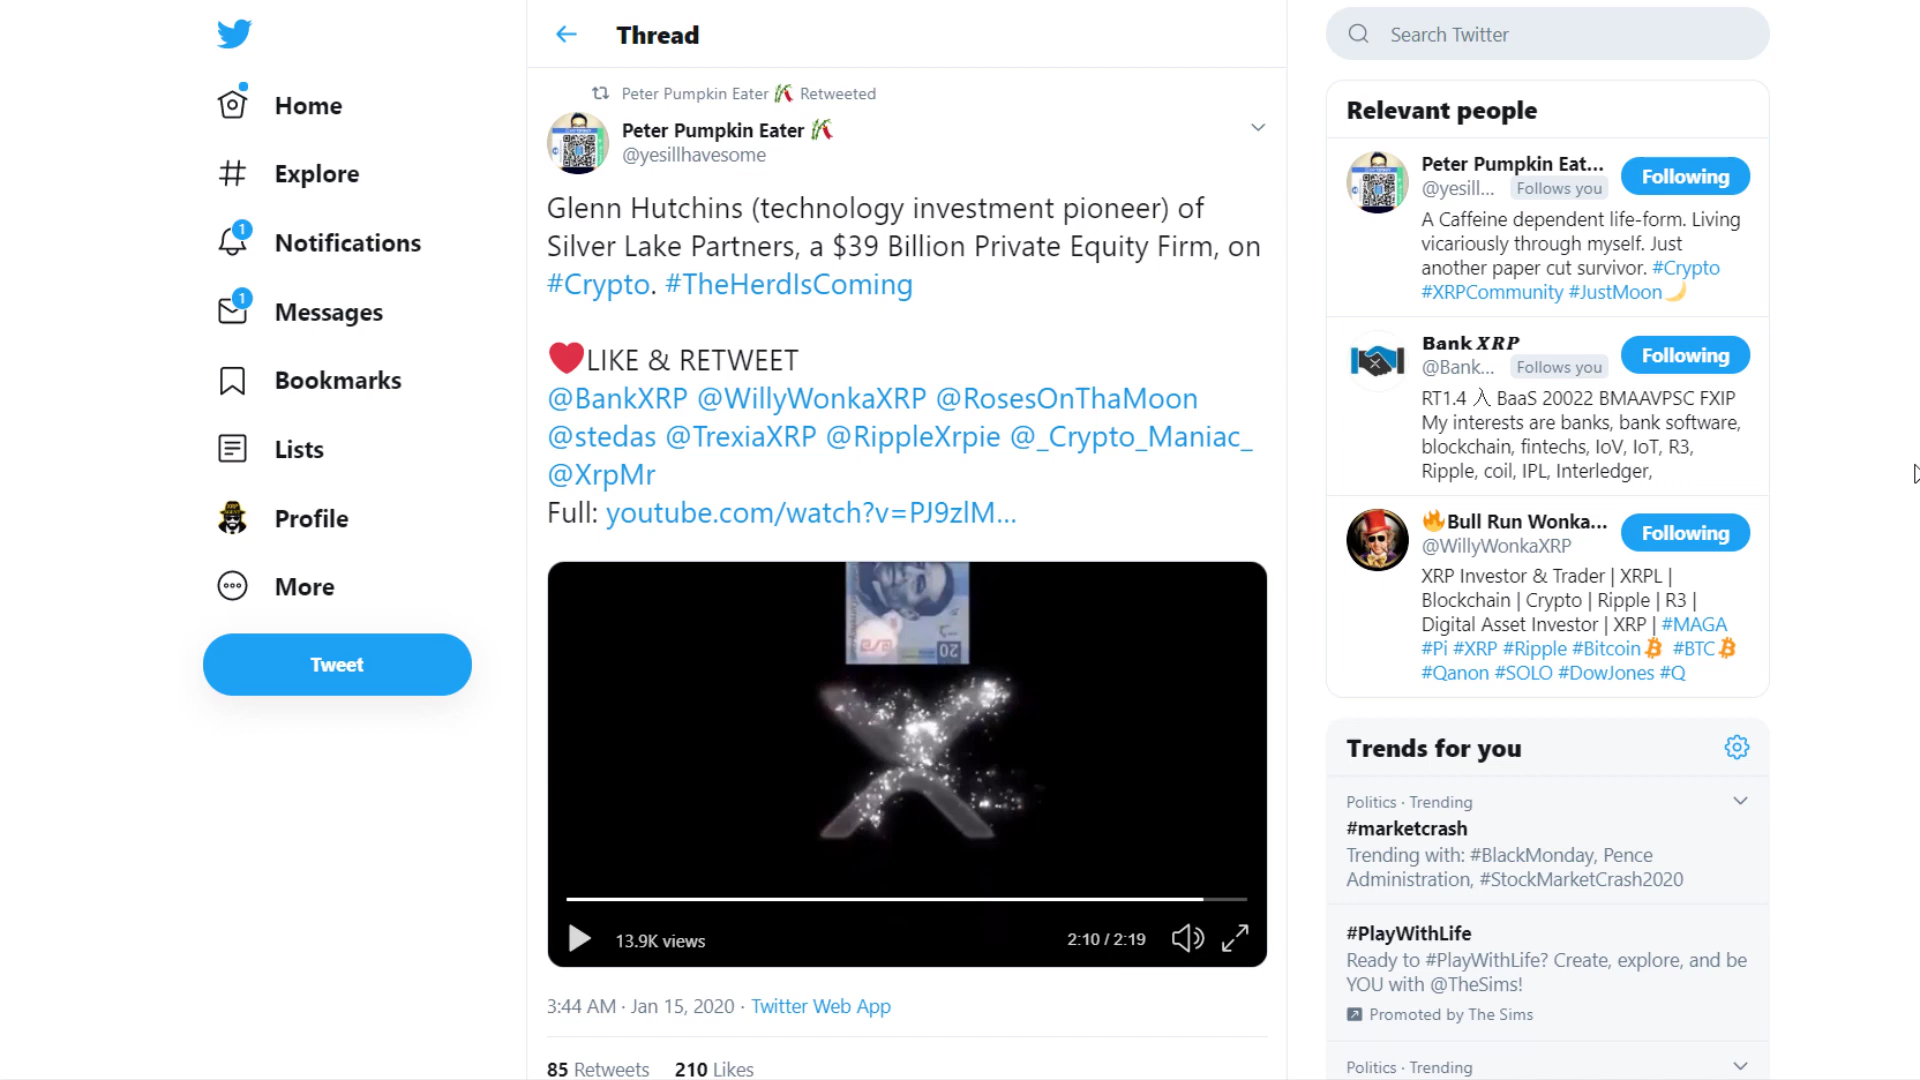 Home
Explore
1
Notifications
1
Messages
Bookmarks
Lists
Profile
More
Tweet
Thread
Peter Pumpkin Eater Retweeted
Peter Pumpkin Eater
@yesillhavesome
Glenn Hutchins (technology investment pioneer) of
Silver Lake Partners, a $39 Billion Private Equity Firm, on
#Crypto. #TheHerdIsComing
❤LIKE & RETWEET
@BankXRP @WillyWonkaXRP @RosesOnThaMoon
@stedas @TrexiaXRP @RippleXrpie @_Crypto_Maniac_
@XrpMr
Full: youtube.com/watch?v=PJ9zlM...
20
13.9K views
2:10 / 2:19
3:44 AM · Jan 15, 2020 · Twitter Web App
85 Retweets 210 Likes
Search Twitter
Relevant people
Peter Pumpkin Eat...
@yesill... Follows you
Following
A Caffeine dependent life-form. Living
vicariously through myself. Just
another paper cut survivor. #Crypto
#XRPCommunity #JustMoon🌙
Bank XRP
@Bank... Follows you
Following
RT1.4 入 BaaS 20022 BMAAVPSC FXIP
My interests are banks, bank software,
blockchain, fintechs, IoV, IoT, R3,
Ripple, coil, IPL, Interledger,
🔥Bull Run Wonka...
@WillyWonkaXRP
Following
XRP Investor & Trader | XRPL |
Blockchain | Crypto | Ripple | R3 |
Digital Asset Investor | XRP | #MAGA
#Pi #XRP #Ripple #Bitcoin #BTC
#Qanon #SOLO #DowJones #Q
Trends for you
Politics · Trending
#marketcrash
Trending with: #BlackMonday, Pence
Administration, #StockMarketCrash2020
#PlayWithLife
Ready to #PlayWithLife? Create, explore, and be
YOU with @TheSims!
Promoted by The Sims
Politics · Trending